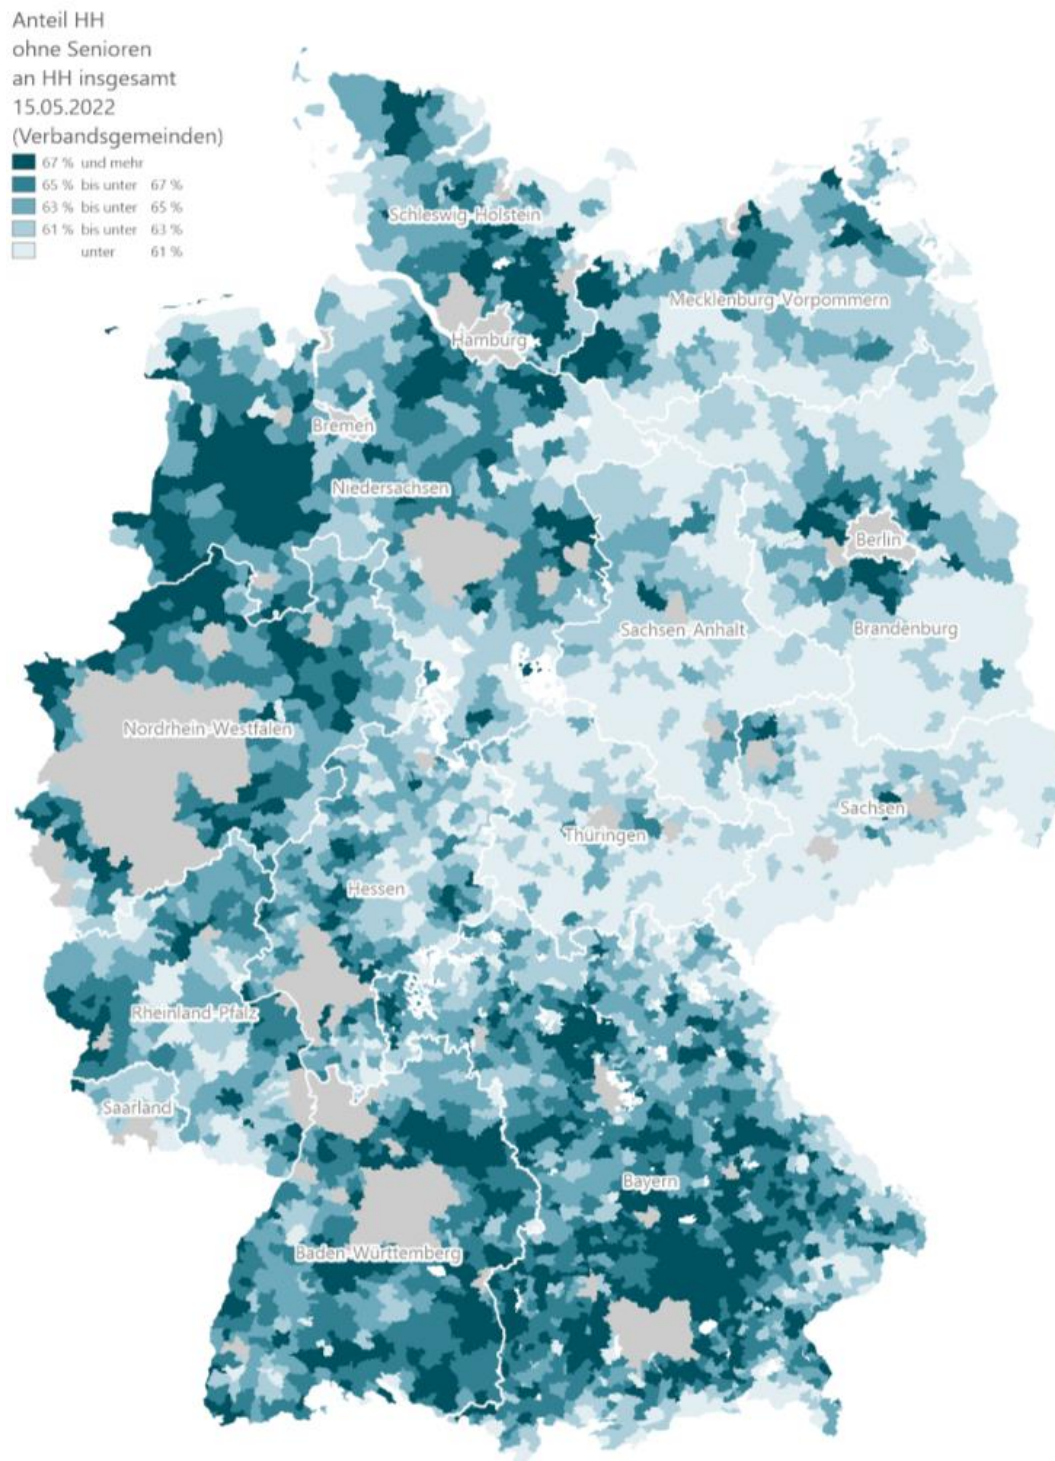 Anteil HH
ohne Senioren
an HH insgesamt
15.05.2022
(Verbandsgemeinden)
67 % und mehr
65 % bis unter 67 %
63 % bis unter 65 %
61 % bis unter 63 %
unter 61 %
Schleswig-Holstein
Mecklenburg-Vorpommern
Hamburg
Bremen
Niedersachsen
Berlin
Sachsen-Anhalt
Brandenburg
Nordrhein-Westfalen
Sachsen
Thüringen
Hessen
Rheinland-Pfalz
Saarland
Bayern
Baden-Württemberg